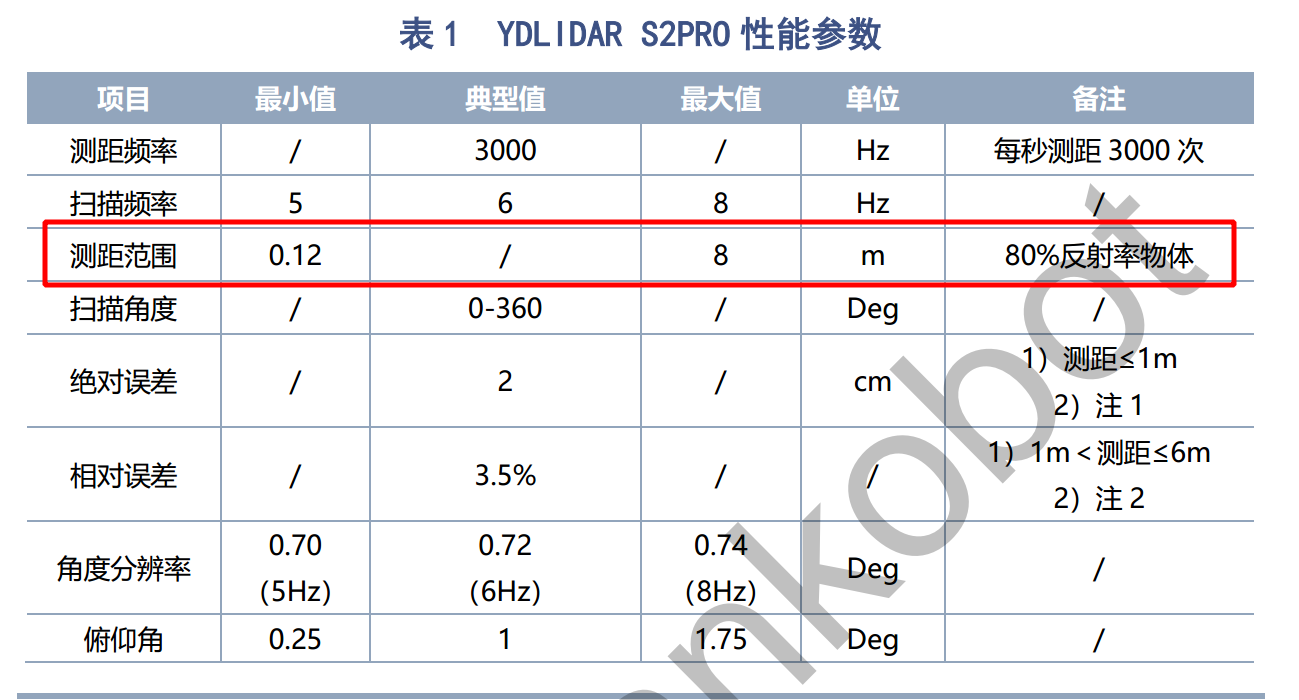 表 1 YDLIDAR S2PRO 性能参数
项目 最小值 典型值 最大值 单位 备注
测距频率 / 3000 / Hz 每秒测距 3000 次
扫描频率 5 6 8 Hz /
测距范围 0.12 / 8 m 80%反射率物体
扫描角度 / 0-360 / Deg /
绝对误差 / 2 / cm 1）测距≤1m
2）注 1
相对误差 / 3.5% / / 1）1m＜测距≤6m
2）注 2
角度分辨率 0.70 0.72 0.74 Deg /
(5Hz) (6Hz) (8Hz)
俯仰角 0.25 1 1.75 Deg /
nkobot